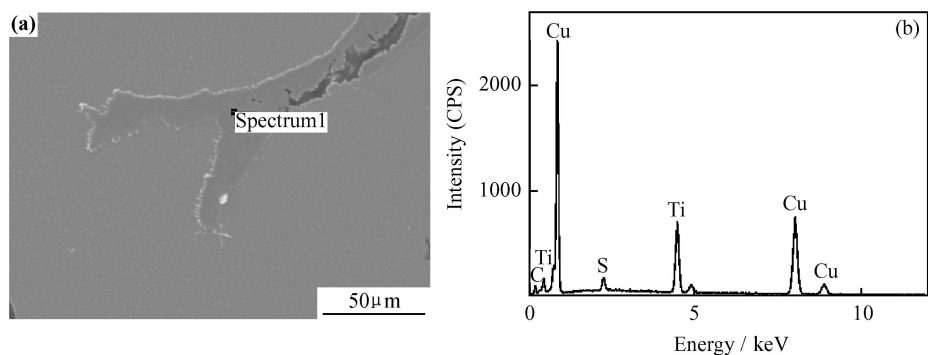 (a)
Spectrum1
50μm
(b)
Intensity (CPS)
2000
1000
Cu
C
Ti
S
Ti
Cu
Cu
0
5
10
Energy / keV